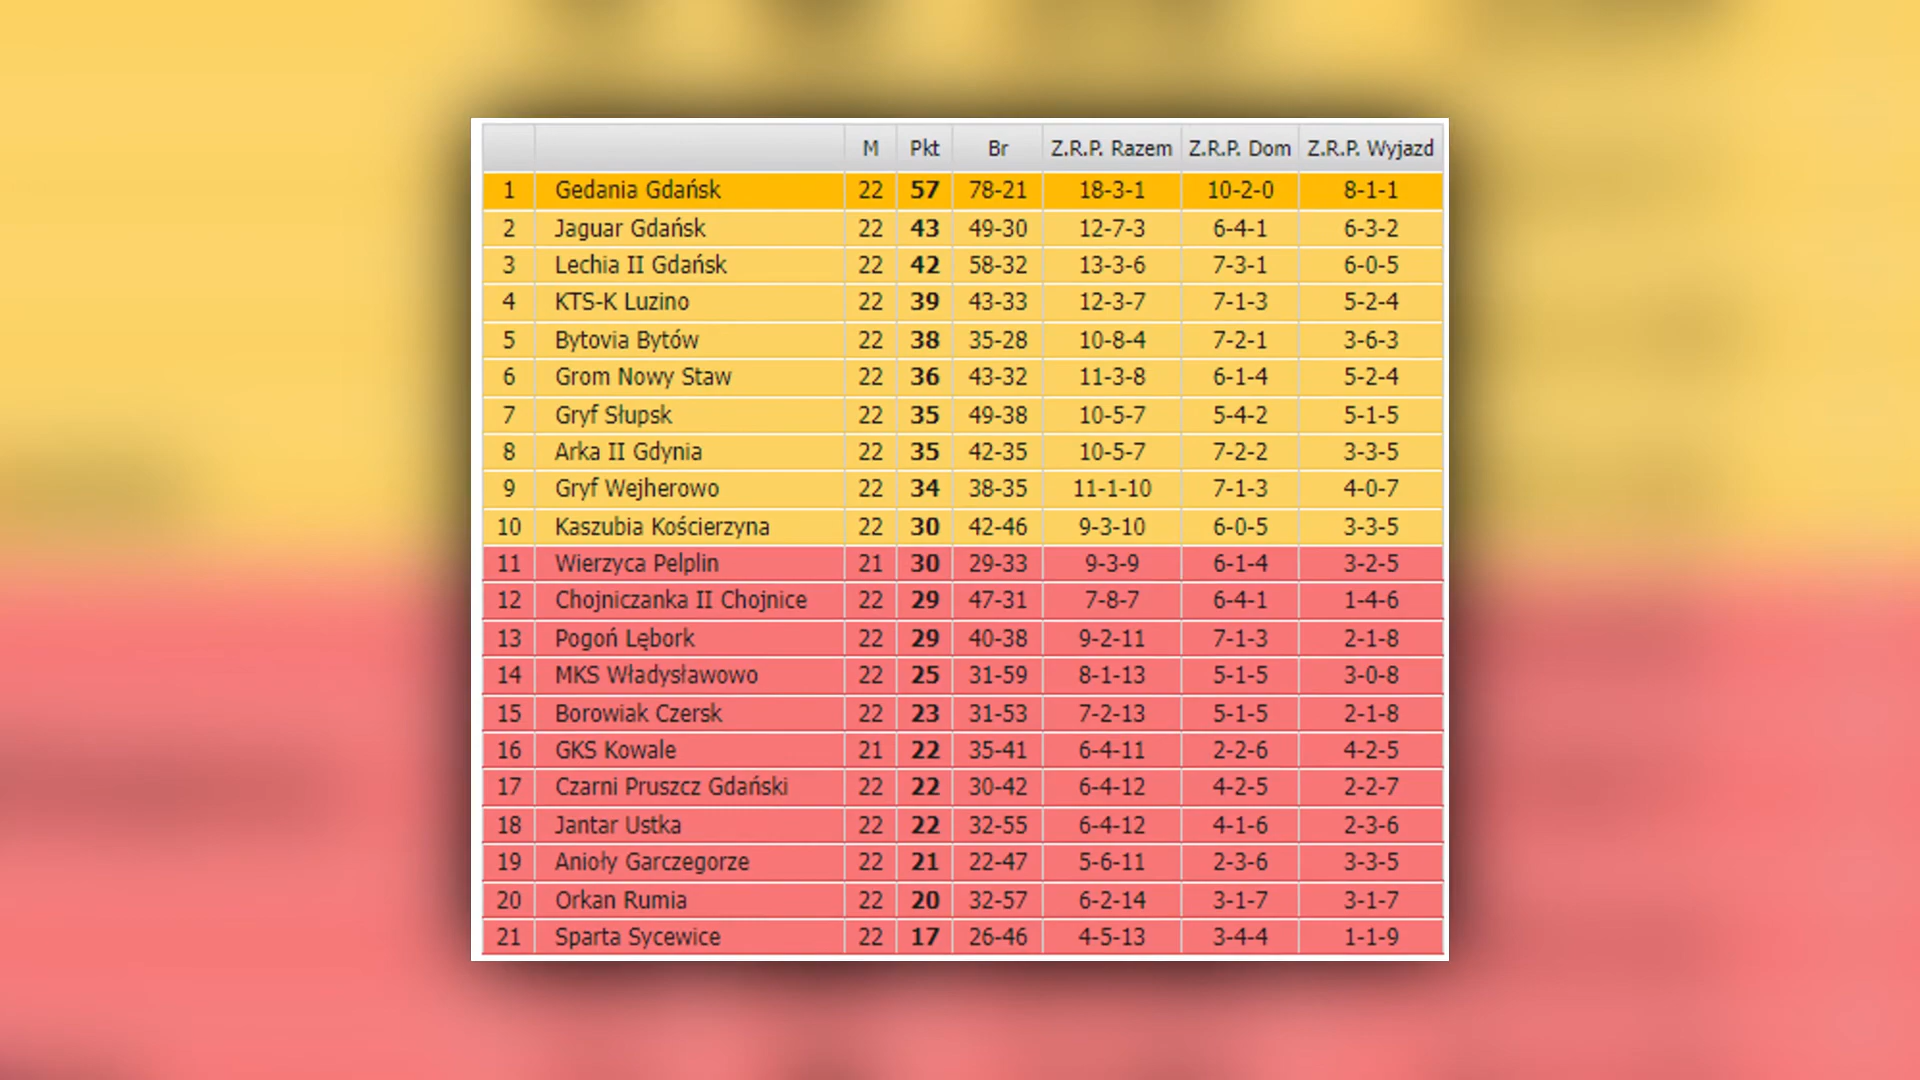 M Pkt Br Z.R.P. Razem Z.R.P. Dom Z.R.P. Wyjazd
1 Gedania Gdańsk 22 57 78-21 18-3-1 10-2-0 8-1-1
2 Jaguar Gdańsk 22 43 49-30 12-7-3 6-4-1 6-3-2
3 Lechia II Gdańsk 22 42 58-32 13-3-6 7-3-1 6-0-5
4 KTS-K Luzino 22 39 43-33 12-3-7 7-1-3 5-2-4
5 Bytovia Bytów 22 38 35-28 10-8-4 7-2-1 3-6-3
6 Grom Nowy Staw 22 36 43-32 11-3-8 6-1-4 5-2-4
7 Gryf Słupsk 22 35 49-38 10-5-7 5-4-2 5-1-5
8 Arka II Gdynia 22 35 42-35 10-5-7 7-2-2 3-3-5
9 Gryf Wejherowo 22 34 38-35 11-1-10 7-1-3 4-0-7
10 Kaszubia Kościerzyna 22 30 42-46 9-3-10 6-0-5 3-3-5
11 Wierzyca Pelplin 21 30 29-33 9-3-9 6-1-4 3-2-5
12 Chojniczanka II Chojnice 22 29 47-31 7-8-7 6-4-1 1-4-6
13 Pogoń Lębork 22 29 40-38 9-2-11 7-1-3 2-1-8
14 MKS Władysławowo 22 25 31-59 8-1-13 5-1-5 3-0-8
15 Borowiak Czersk 22 23 31-53 7-2-13 5-1-5 2-1-8
16 GKS Kowale 21 22 35-41 6-4-11 2-2-6 4-2-5
17 Czarni Pruszcz Gdański 22 22 30-42 6-4-12 4-2-5 2-2-7
18 Jantar Ustka 22 22 32-55 6-4-12 4-1-6 2-3-6
19 Anioły Garczegorze 22 21 22-47 5-6-11 2-3-6 3-3-5
20 Orkan Rumia 22 20 32-57 6-2-14 3-1-7 3-1-7
21 Sparta Sycewice 22 17 26-46 4-5-13 3-4-4 1-1-9